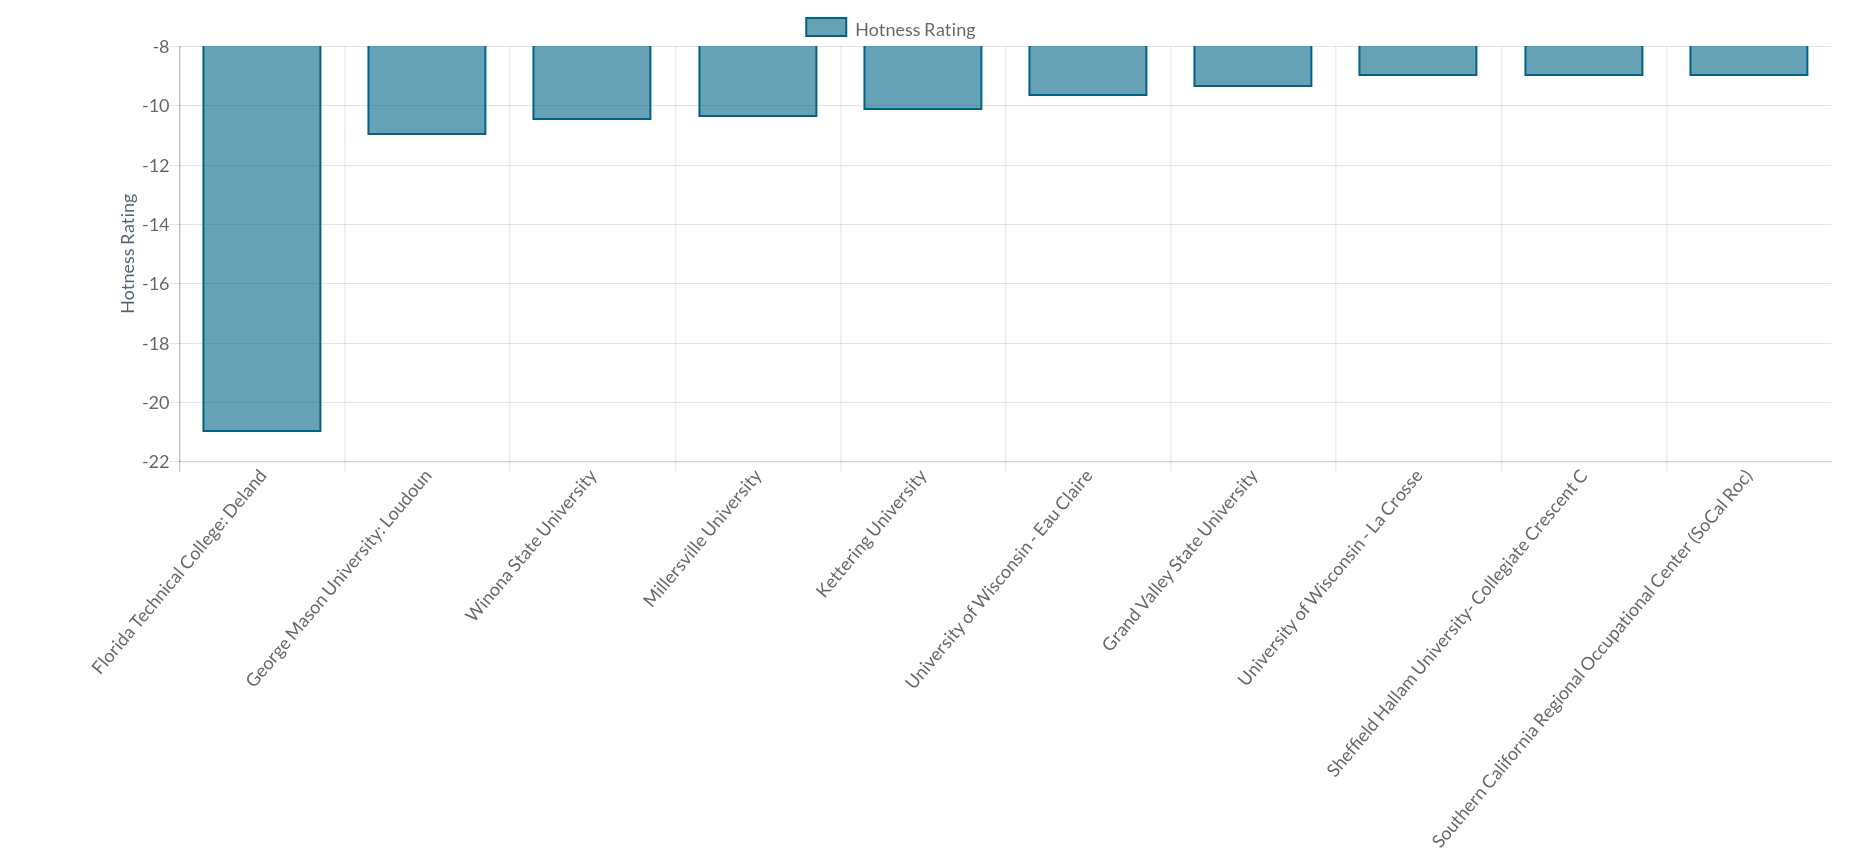 Hotness Rating
-8
-10
-12
-14
-16
-18
-20
-22
Hotness Rating
Florida Technical College: Deland
George Mason University: Loudoun
Winona State University
Millersville University
Kettering University
University of Wisconsin - Eau Claire
Grand Valley State University
University of Wisconsin - La Crosse
Sheffield Hallam University- Collegiate Crescent C
Southern California Regional Occupational Center (SoCal Roc)